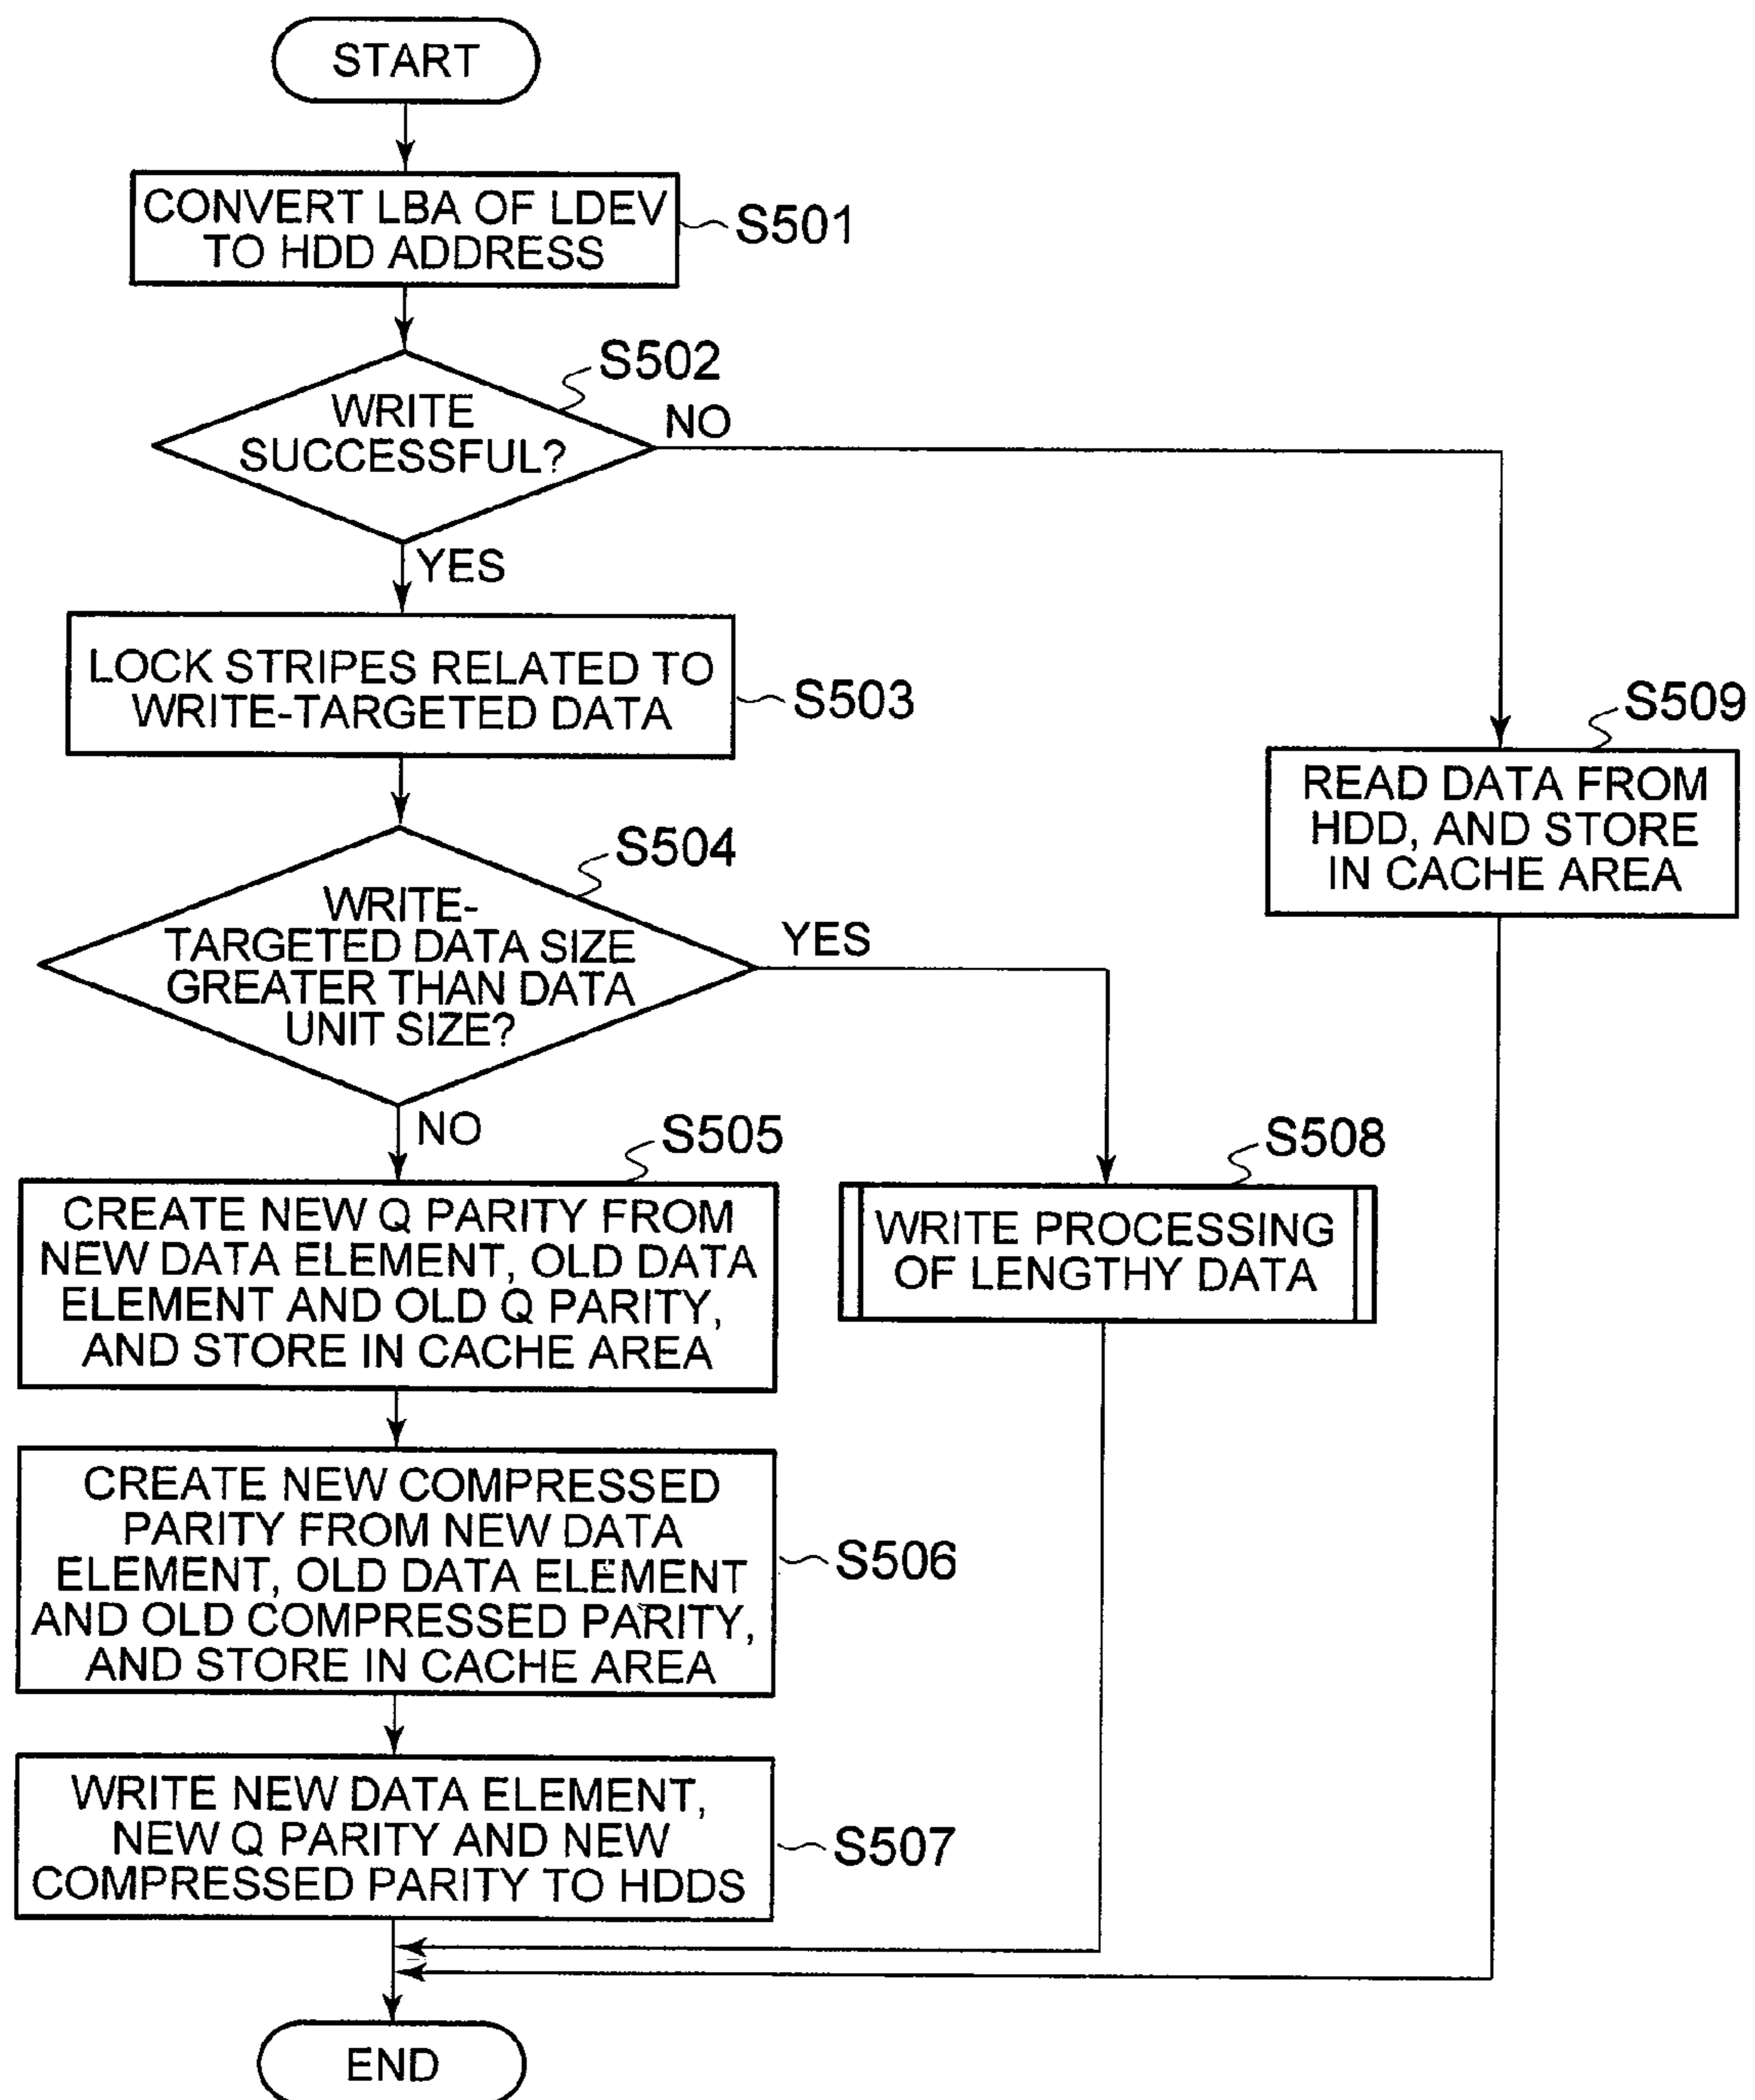 START
CONVERT LBA OF LDEV
TO HDD ADDRESS
S501
S502
WRITE
SUCCESSFUL?
NO
YES
LOCK STRIPES RELATED TO
WRITE-TARGETED DATA
S503
S509
READ DATA FROM
HDD, AND STORE
IN CACHE AREA
S504
WRITE-
TARGETED DATA SIZE
GREATER THAN DATA
UNIT SIZE?
YES
NO
S505
CREATE NEW Q PARITY FROM
NEW DATA ELEMENT, OLD DATA
ELEMENT AND OLD Q PARITY,
AND STORE IN CACHE AREA
S508
WRITE PROCESSING
OF LENGTHY DATA
CREATE NEW COMPRESSED
PARITY FROM NEW DATA
ELEMENT, OLD DATA ELEMENT
AND OLD COMPRESSED PARITY,
AND STORE IN CACHE AREA
S506
WRITE NEW DATA ELEMENT,
NEW Q PARITY AND NEW
COMPRESSED PARITY TO HDDS
S507
END